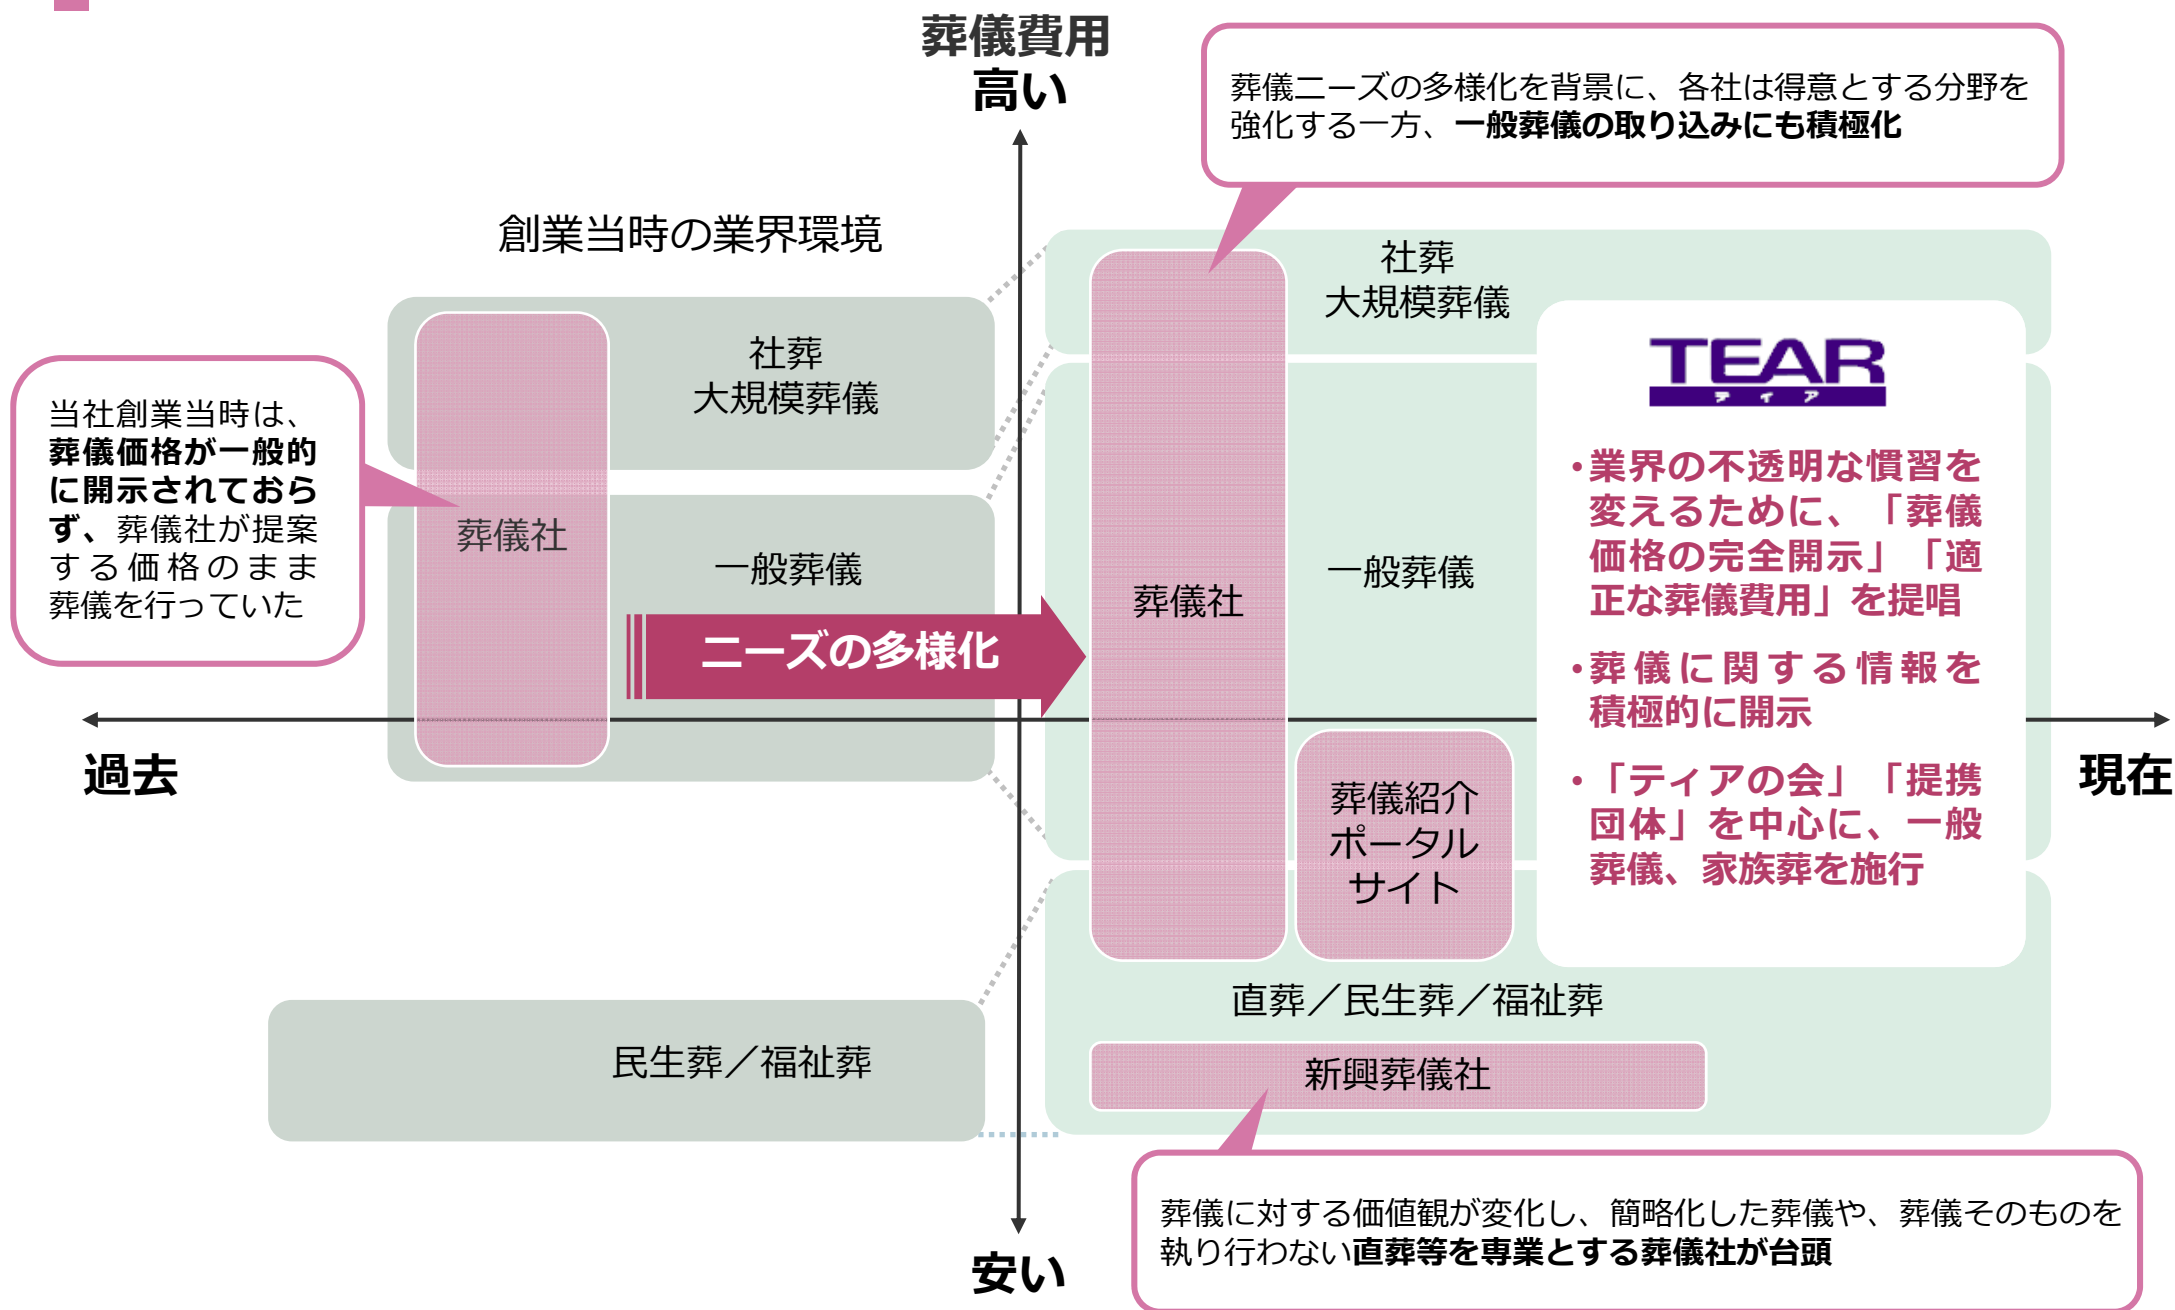 葬儀費用
高い
葬儀ニーズの多様化を背景に、各社は得意とする分野を
強化する一方、一般葬儀の取り込みにも積極化
創業当時の業界環境
社葬
大規模葬儀
葬儀社
一般葬儀
当社創業当時は、
葬儀価格が一般的
に開示されておら
ず、葬儀社が提案
する価格のまま
葬儀を行っていた
ニーズの多様化
過去
民生葬／福祉葬
社葬
大規模葬儀
葬儀社
一般葬儀
葬儀紹介
ポータル
サイト
TEAR
ティア
・業界の不透明な慣習を
変えるために、「葬儀
価格の完全開示」「適
正な葬儀費用」を提唱
・葬儀に関する情報を
積極的に開示
・「ティアの会」「提携
団体」を中心に、一般
葬儀、家族葬を施行
現在
直葬／民生葬／福祉葬
新興葬儀社
葬儀に対する価値観が変化し、簡略化した葬儀や、葬儀そのものを
執り行わない直葬等を専業とする葬儀社が台頭
安い